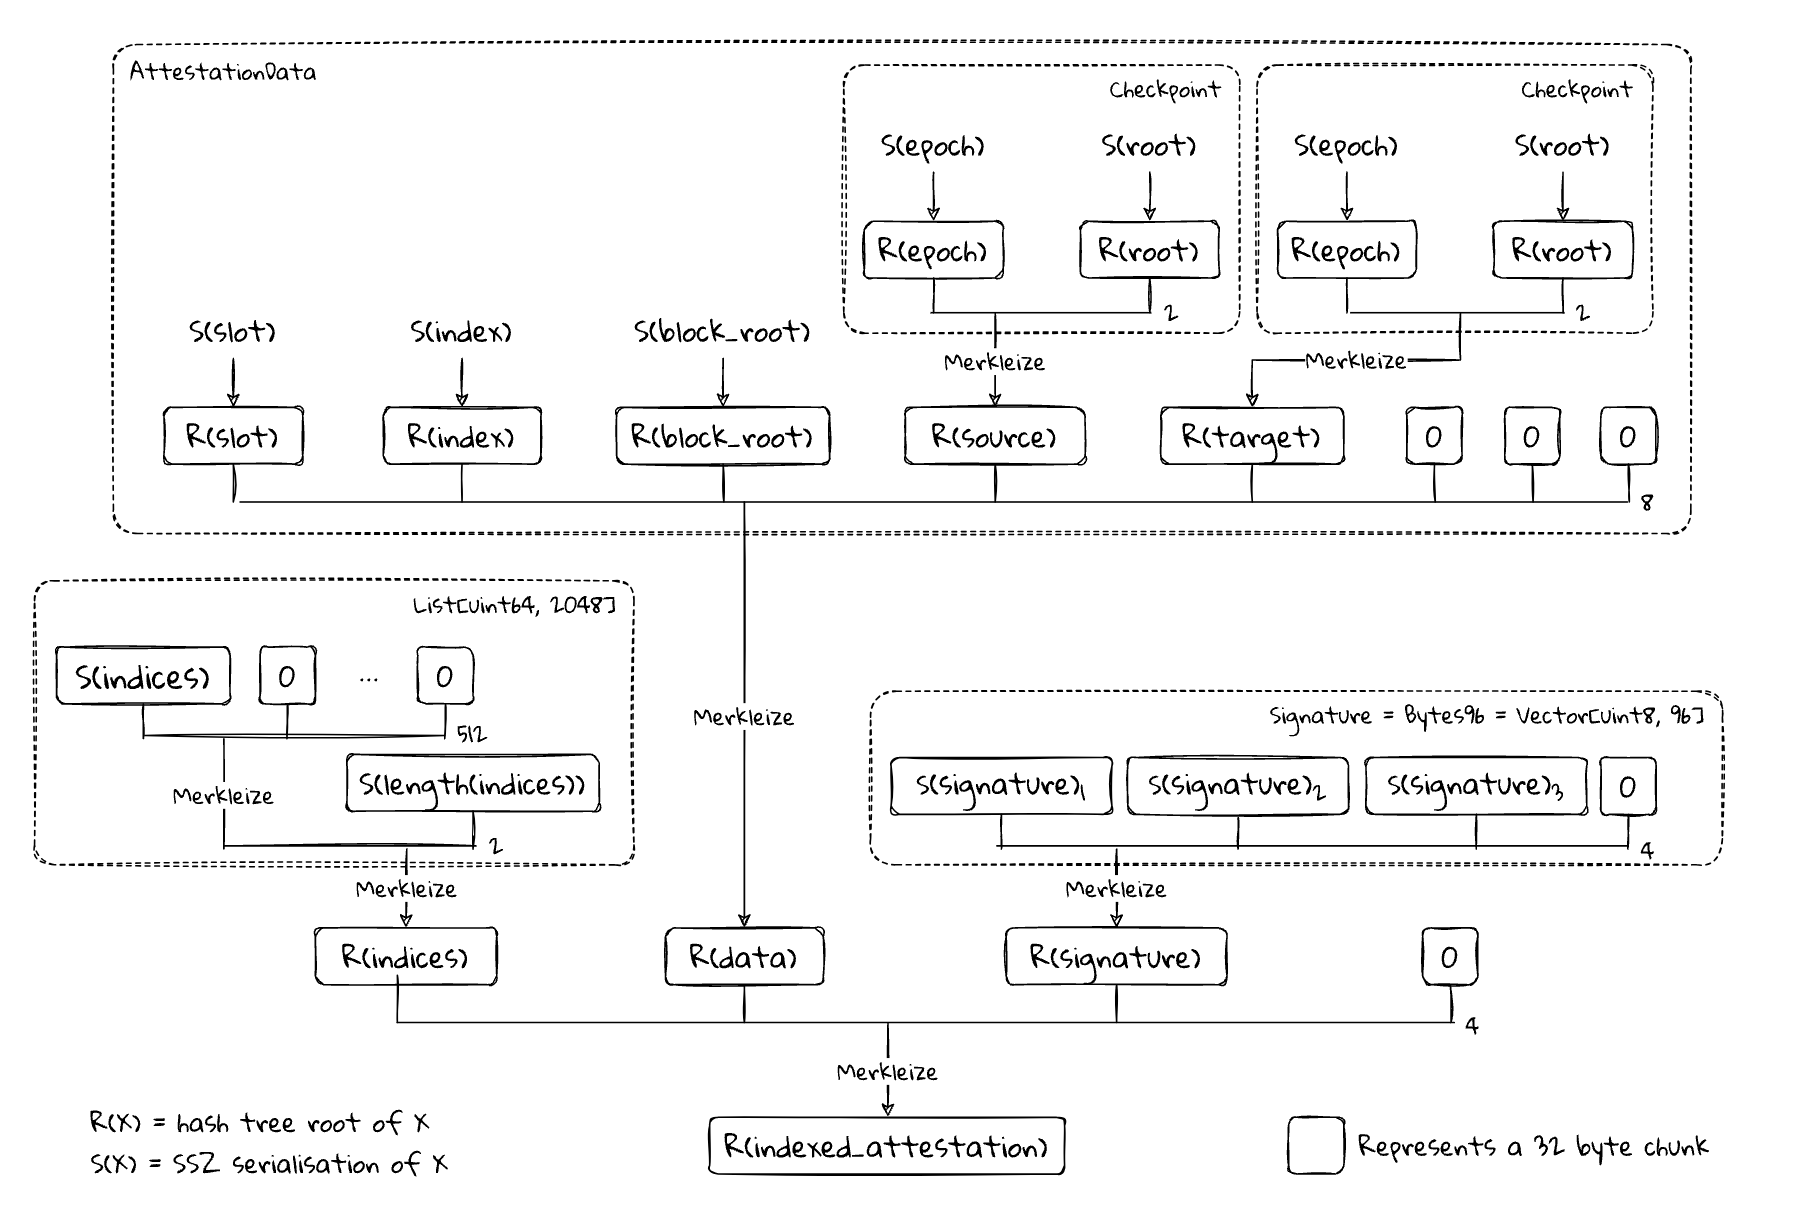 AttestationData
Checkpoint
Checkpoint
S(epoch)
S(root)
S(epoch)
S(root)
R(epoch)
R(root)
R(epoch)
R(root)
2
2
S(slot)
S(index)
S(block_root)
Merkleize
Merkleize
R(slot)
R(index)
R(block_root)
R(source)
R(target)
0
0
0
8
List[uint64, 2048]
S(indices)
0
...
0
512
Merkleize
S(length(indices))
2
Merkleize
Signature = Bytes96 = Vector[uint8, 96]
S(signature)1
S(signature)2
S(signature)3
0
4
Merkleize
Merkleize
R(indices)
R(data)
R(signature)
0
4
Merkleize
R(indexed_attestation)
R(X) = hash tree root of X
S(X) = SSZ serialisation of X
Represents a 32 byte chunk